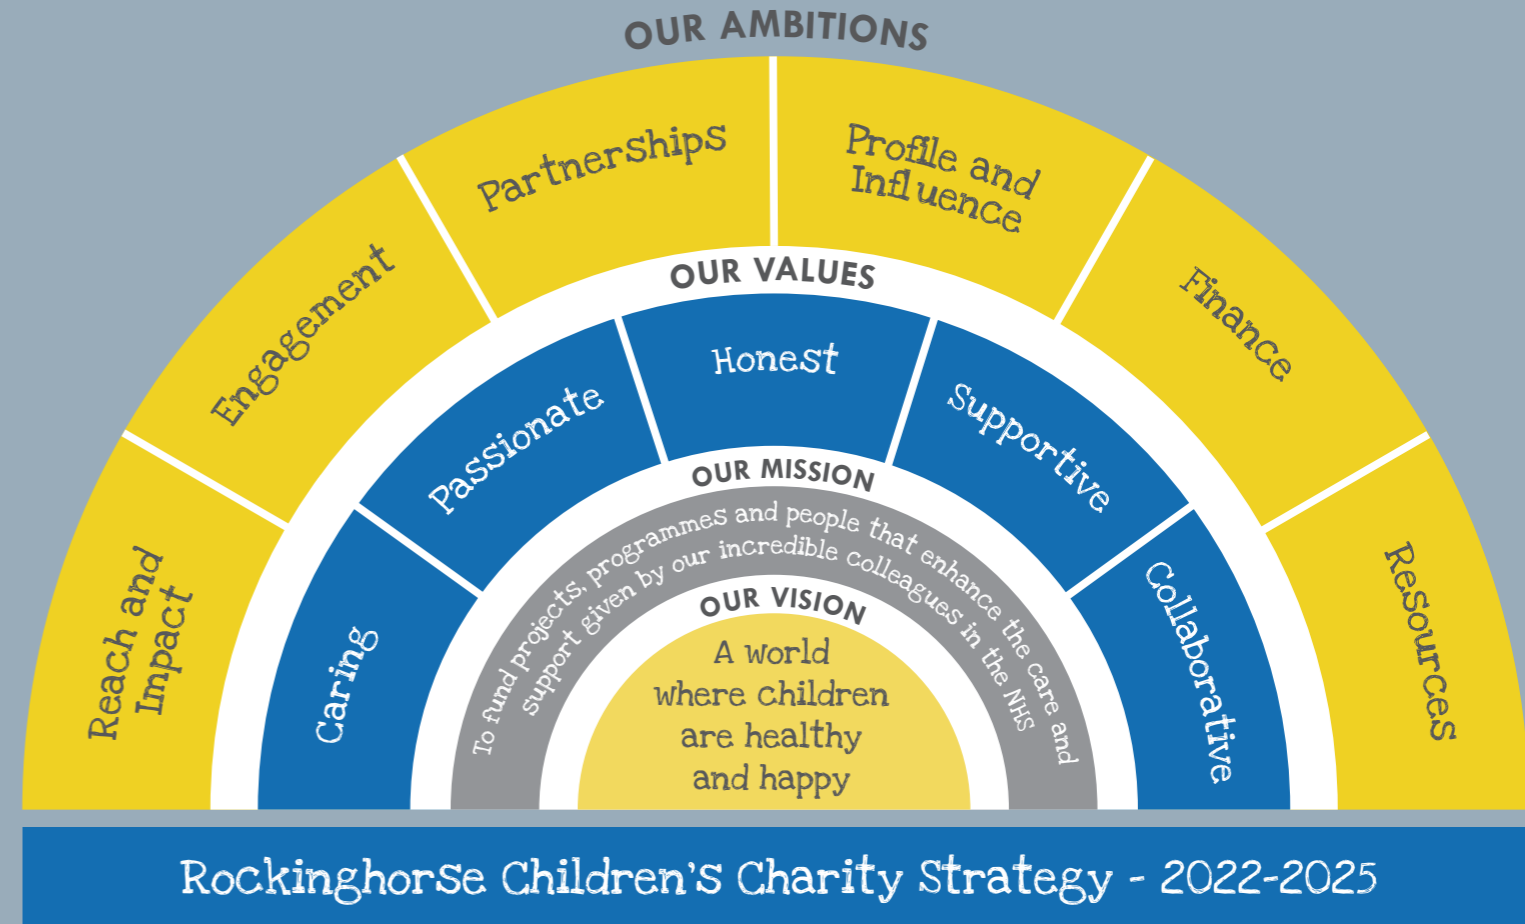 OUR AMBITIONS
Reach and
Impact
Engagement
Partnerships
Profile and
Influence
Finance
Resources
OUR VALUES
Caring
Passionate
Honest
Supportive
Collaborative
OUR MISSION
To fund projects, programmes and people that enhance the care and
support given by our incredible colleagues in the NHS
OUR VISION
A world
where children
are healthy
and happy
Rockinghorse Children's Charity Strategy - 2022-2025